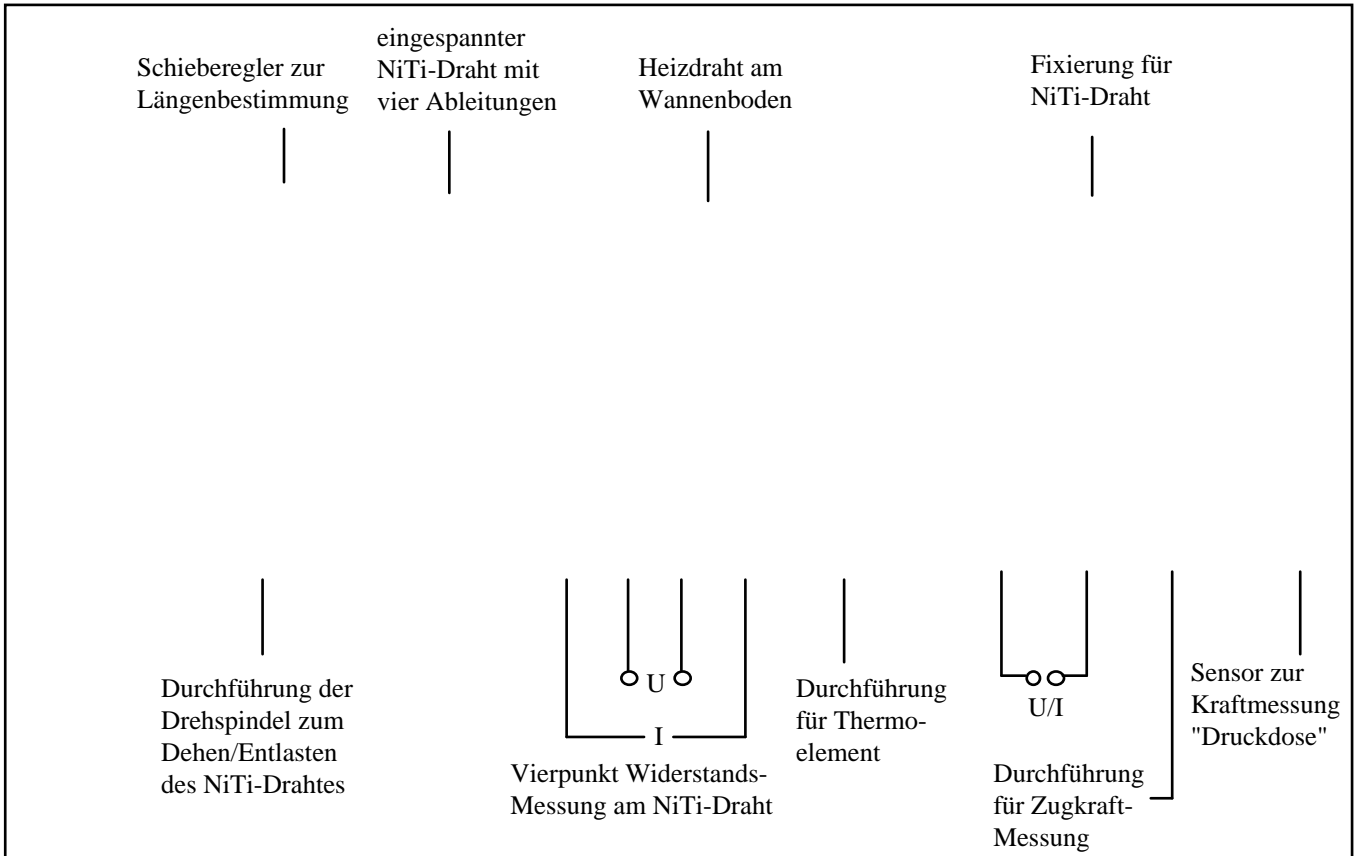 Schieberegler zur
Längenbestimmung
eingespannter
NiTi-Draht mit
vier Ableitungen
Heizdraht am
Wannenboden
Fixierung für
NiTi-Draht
Durchführung der
Drehspindel zum
Dehen/Entlasten
des NiTi-Drahtes
U
I
Vierpunkt Widerstands-
Messung am NiTi-Draht
Durchführung
für Thermo-
element
U/I
Durchführung
für Zugkraft-
Messung
Sensor zur
Kraftmessung
"Druckdose"